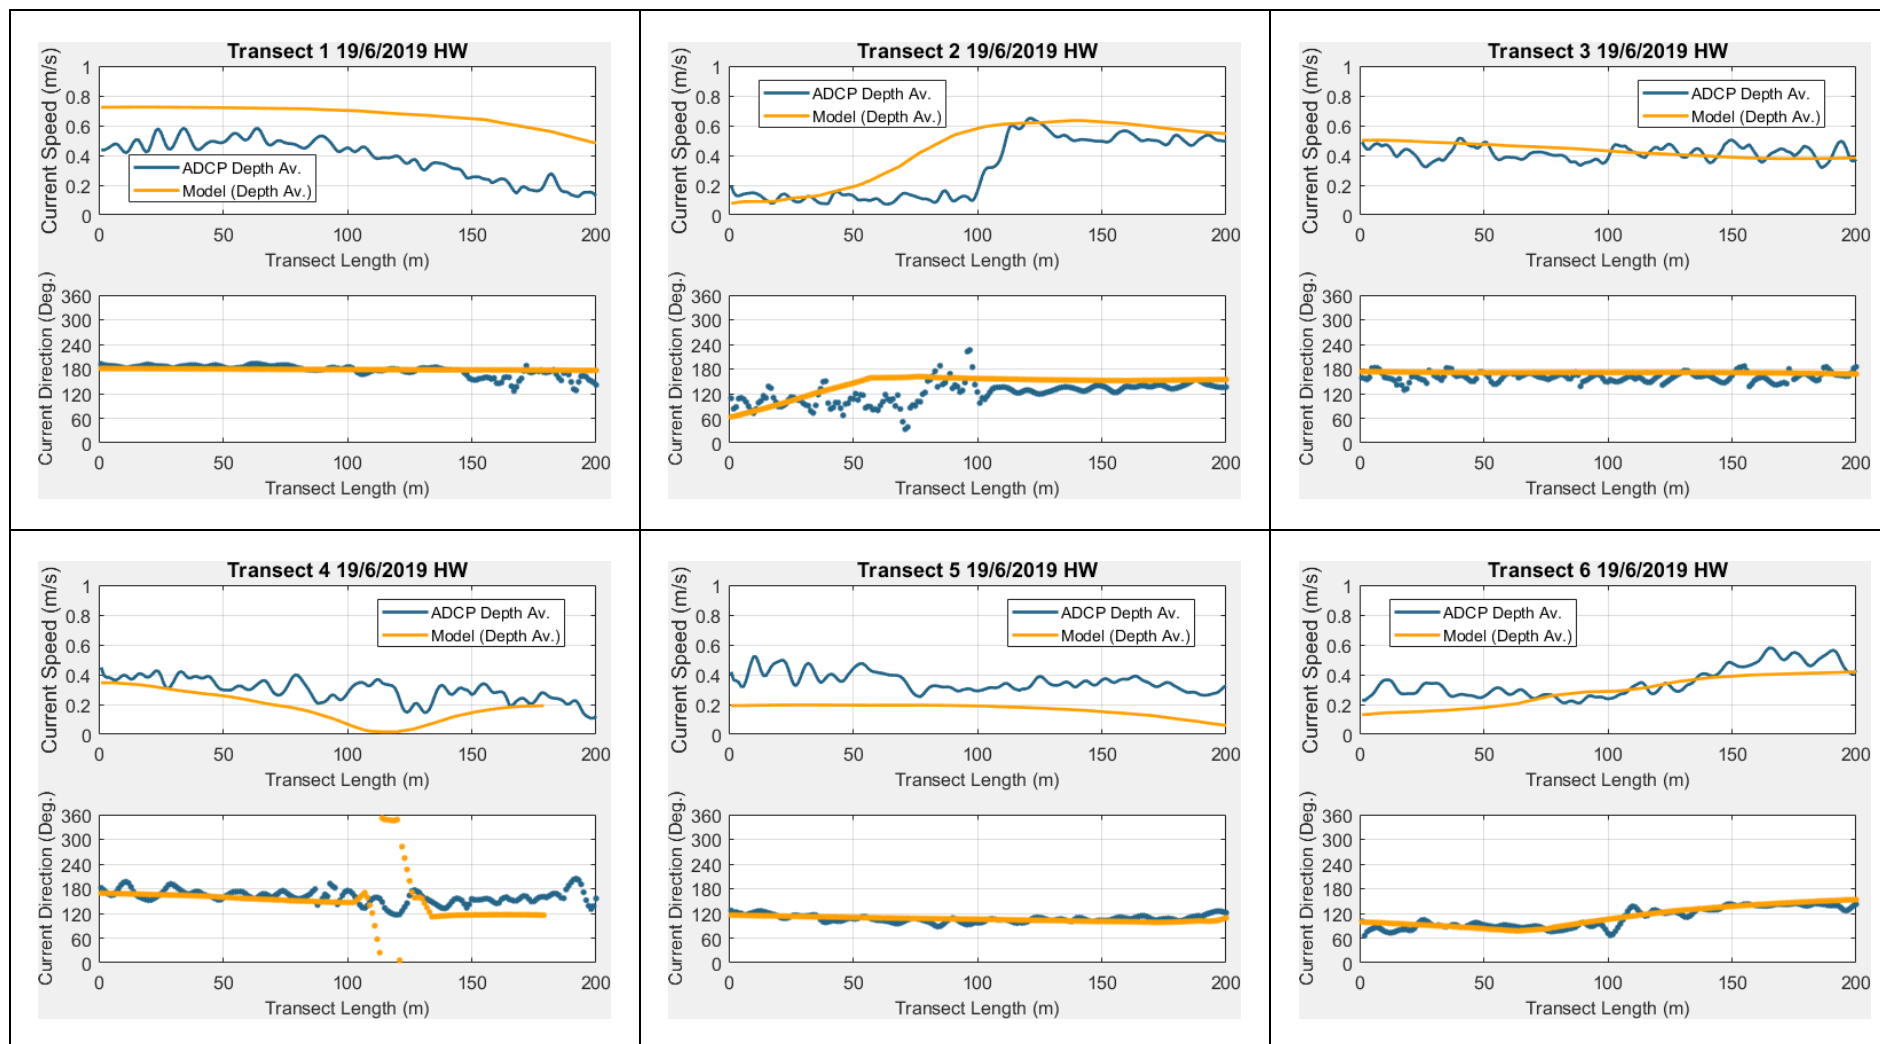 Transect 1 19/6/2019 HW
Current Speed (m/s)
1
0.8
0.6
0.4
0.2
0
ADCP Depth Av.
Model (Depth Av.)
0 50 100 150 200
Transect Length (m)
Current Direction (Deg.)
360
300
240
180
120
60
0
0 50 100 150 200
Transect Length (m)
Transect 2 19/6/2019 HW
Current Speed (m/s)
1
0.8
0.6
0.4
0.2
0
ADCP Depth Av.
Model (Depth Av.)
0 50 100 150 200
Transect Length (m)
Current Direction (Deg.)
360
300
240
180
120
60
0
0 50 100 150 200
Transect Length (m)
Transect 3 19/6/2019 HW
Current Speed (m/s)
1
0.8
0.6
0.4
0.2
0
ADCP Depth Av.
Model (Depth Av.)
0 50 100 150 200
Transect Length (m)
Current Direction (Deg.)
360
300
240
180
120
60
0
0 50 100 150 200
Transect Length (m)
Transect 4 19/6/2019 HW
Current Speed (m/s)
1
0.8
0.6
0.4
0.2
0
ADCP Depth Av.
Model (Depth Av.)
0 50 100 150 200
Transect Length (m)
Current Direction (Deg.)
360
300
240
180
120
60
0
0 50 100 150 200
Transect Length (m)
Transect 5 19/6/2019 HW
Current Speed (m/s)
1
0.8
0.6
0.4
0.2
0
ADCP Depth Av.
Model (Depth Av.)
0 50 100 150 200
Transect Length (m)
Current Direction (Deg.)
360
300
240
180
120
60
0
0 50 100 150 200
Transect Length (m)
Transect 6 19/6/2019 HW
Current Speed (m/s)
1
0.8
0.6
0.4
0.2
0
ADCP Depth Av.
Model (Depth Av.)
0 50 100 150 200
Transect Length (m)
Current Direction (Deg.)
360
300
240
180
120
60
0
0 50 100 150 200
Transect Length (m)